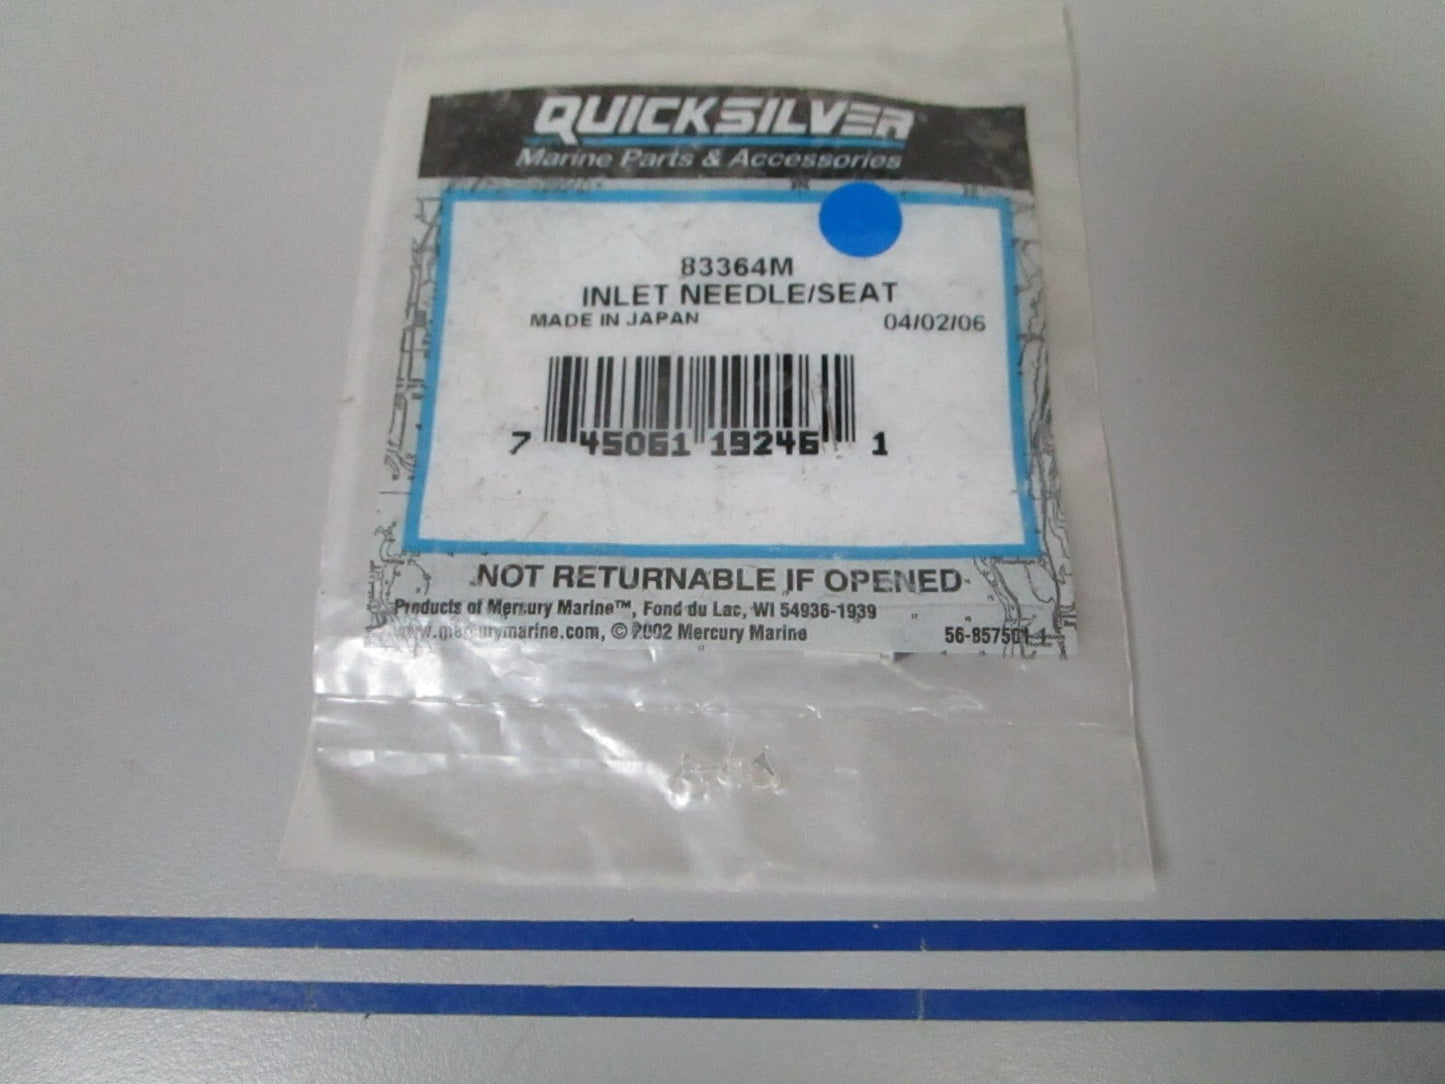 QUICKSILVER
Marine Parts & Accessories
83364M
INLET NEEDLE/SEAT
MADE IN JAPAN 04/02/06
7 45061 19246 1
NOT RETURNABLE IF OPENED
Products of Mercury Marine™, Fond du Lac, WI 54936-1939
www.mercurymarine.com, © 2002 Mercury Marine 56-857501-1